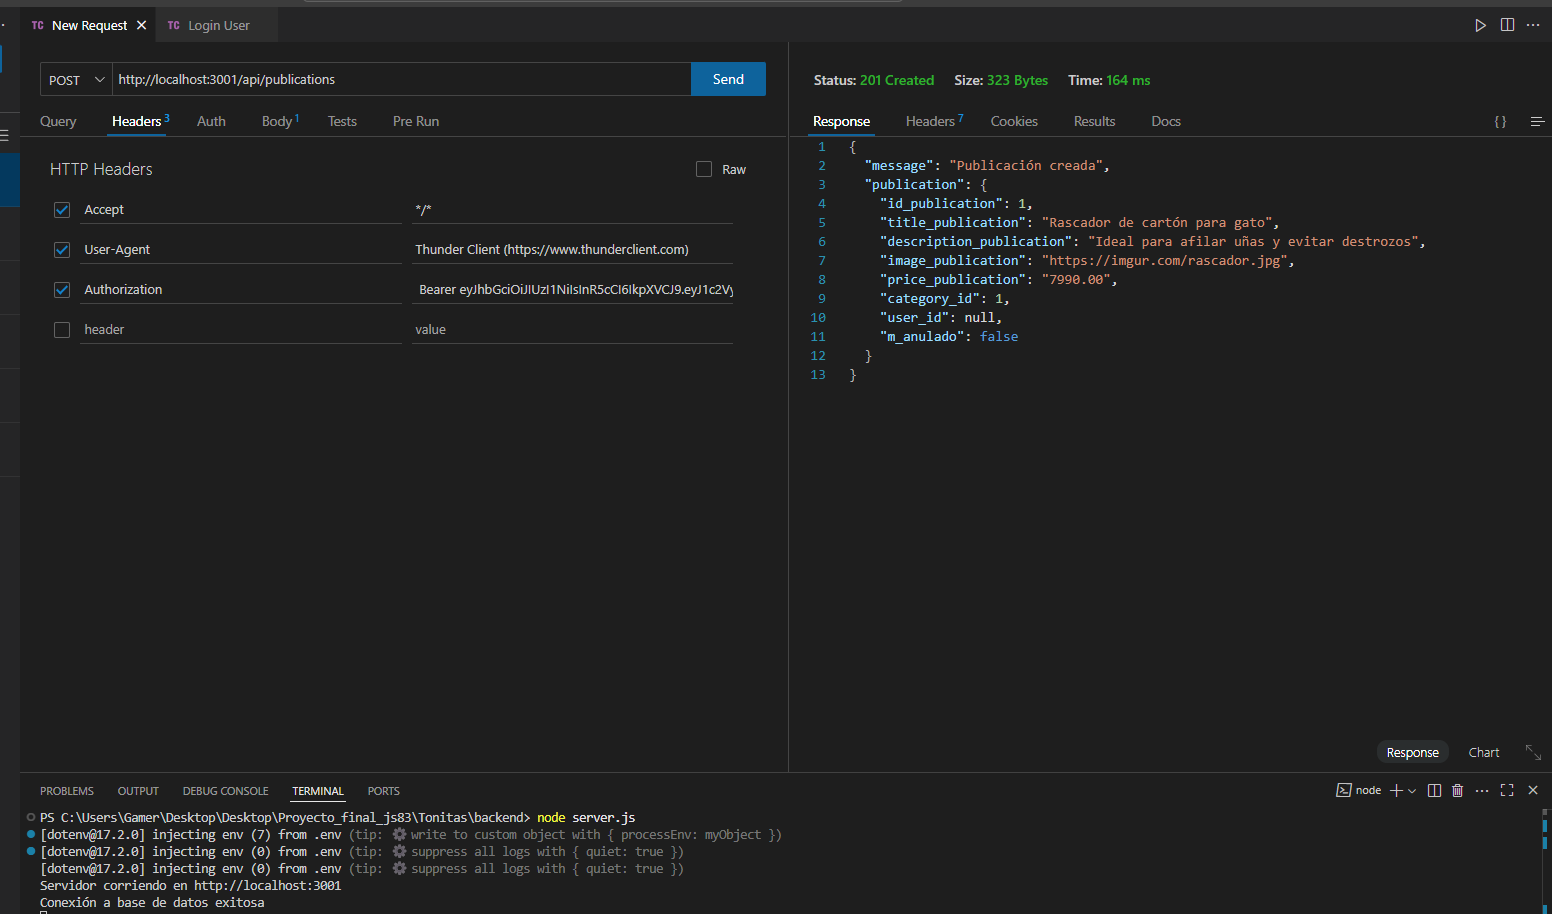 TC New Request
TC Login User
POST http://localhost:3001/api/publications Send
Query Headers 3 Auth Body 1 Tests Pre Run
HTTP Headers Raw
Accept */*
User-Agent Thunder Client (https://www.thunderclient.com)
Authorization Bearer eyJhbGciOiJIUzI1NiIsInR5cCI6IkpXVCJ9.eyJ1c2Vy
header value
Status: 201 Created Size: 323 Bytes Time: 164 ms
Response Headers 7 Cookies Results Docs {}
1 {
2 "message": "Publicación creada",
3 "publication": {
4 "id_publication": 1,
5 "title_publication": "Rascador de cartón para gato",
6 "description_publication": "Ideal para afilar uñas y evitar destrozos",
7 "image_publication": "https://imgur.com/rascador.jpg",
8 "price_publication": "7990.00",
9 "category_id": 1,
10 "user_id": null,
11 "m_anulado": false
12 }
13 }
Response Chart
PROBLEMS OUTPUT DEBUG CONSOLE TERMINAL PORTS
node
PS C:\Users\Gamer\Desktop\Desktop\Proyecto_final_js83\Tonitas\backend> node server.js
[dotenv@17.2.0] injecting env (7) from .env (tip: ⚙️ write to custom object with { processEnv: myObject })
[dotenv@17.2.0] injecting env (0) from .env (tip: ⚙️ suppress all logs with { quiet: true })
[dotenv@17.2.0] injecting env (0) from .env (tip: ⚙️ suppress all logs with { quiet: true })
Servidor corriendo en http://localhost:3001
Conexión a base de datos exitosa